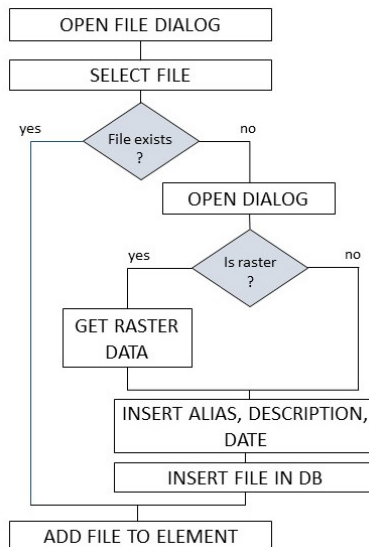 OPEN FILE DIALOG
SELECT FILE
yes
File exists
?
no
OPEN DIALOG
yes
Is raster
?
no
GET RASTER
DATA
INSERT ALIAS, DESCRIPTION,
DATE
INSERT FILE IN DB
ADD FILE TO ELEMENT